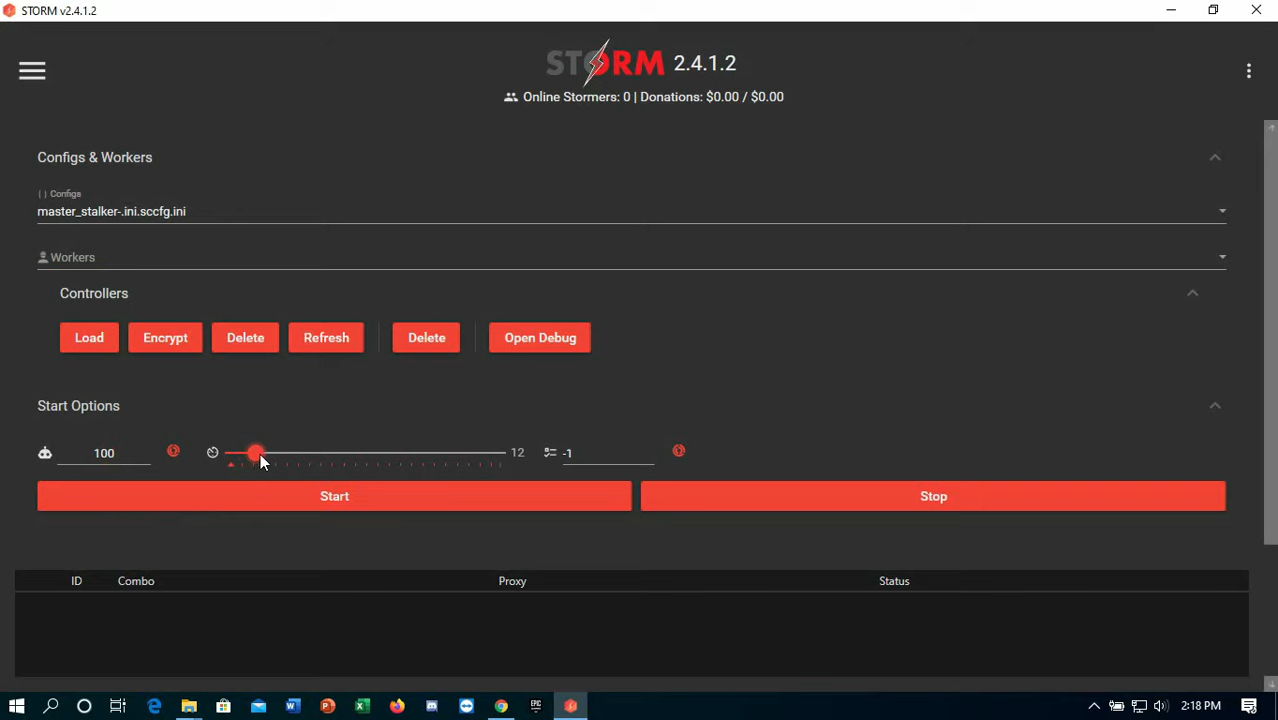 STORM v2.4.1.2
STORM 2.4.1.2
Online Stormers: 0 | Donations: $0.00 / $0.00
Configs & Workers
Configs
master_stalker-.ini.sccfg.ini
Workers
Controllers
Load Encrypt Delete Refresh Delete Open Debug
Start Options
100 12 -1
Start Stop
ID Combo Proxy Status
2:18 PM